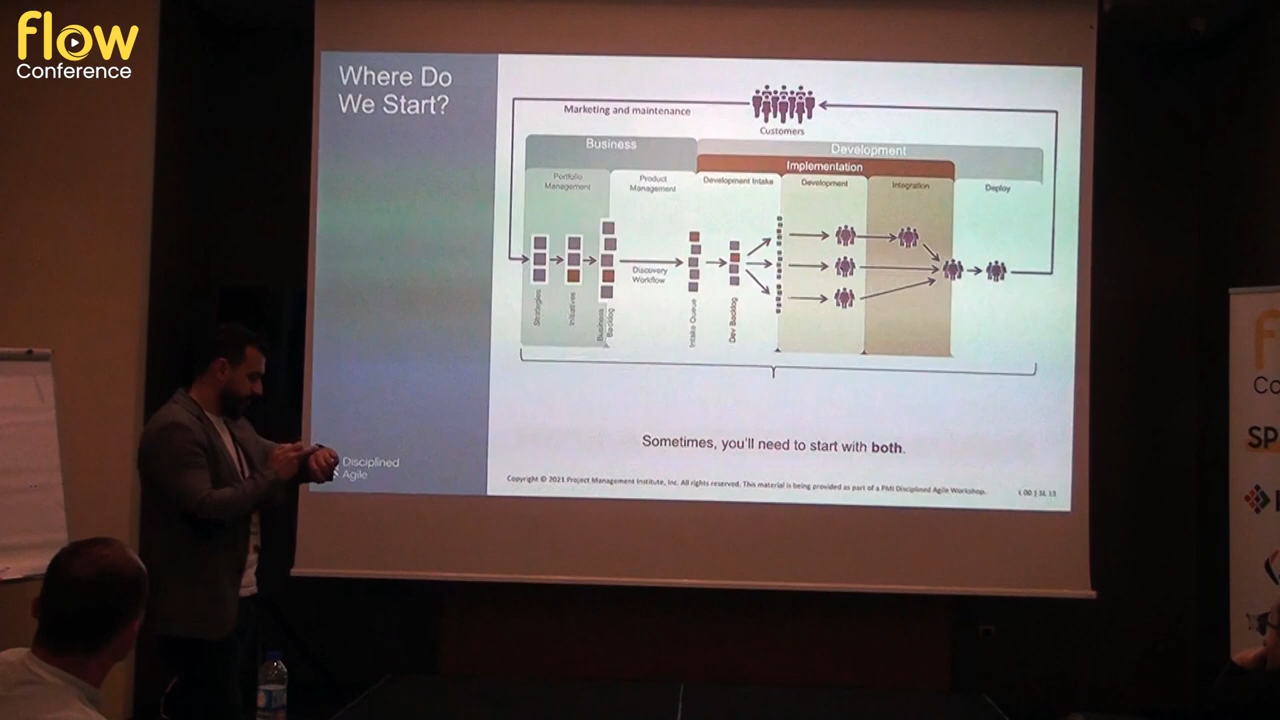 flow
Conference
Where Do
We Start?
Marketing and maintenance
Customers
Business
Development
Implementation
Portfolio
Management
Product
Management
Development Intake
Development
Integration
Deploy
Discovery
Workflow
Strategies
Initiatives
Business
Backlog
Intake Queue
Dev Backlog
Sometimes, you'll need to start with both.
Disciplined
Agile
Copyright © 2021 Project Management Institute, Inc. All rights reserved. This material is being provided as part of a PMI Disciplined Agile Workshop.
Co
SP